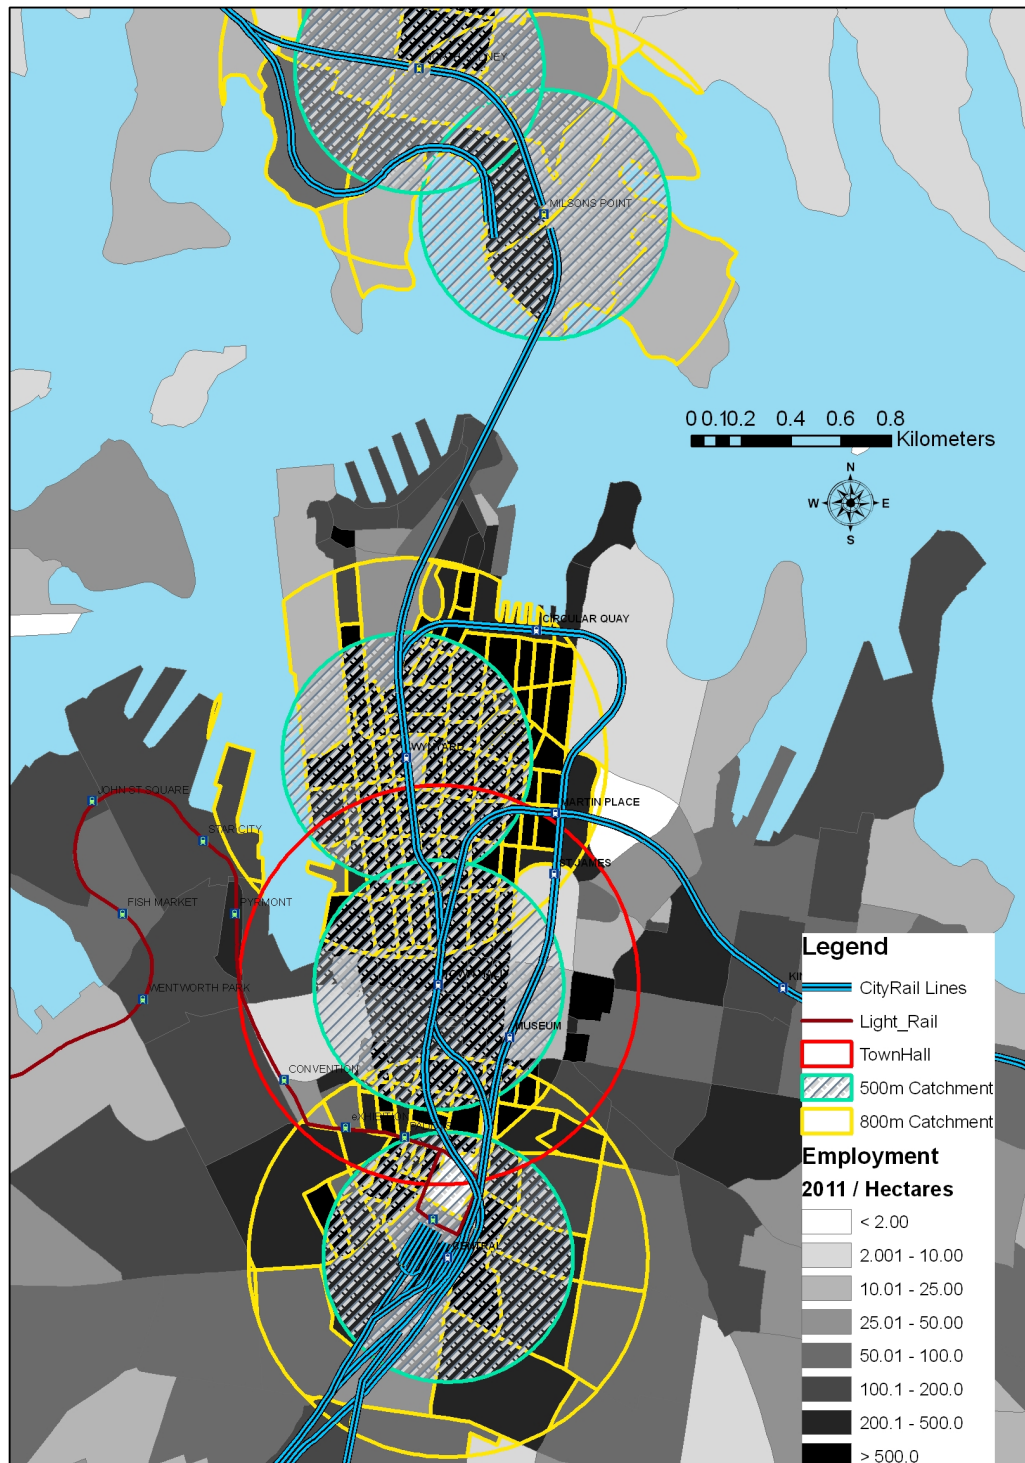 MILSONS POINT
0 0.1 0.2 0.4 0.6 0.8
Kilometers
N
W E
S
CIRCULAR QUAY
WYNYARD
JOHN ST SQUARE
MARTIN PLACE
STAR CITY
ST JAMES
FISH MARKET
PYRMONT
WENTWORTH PARK
MUSEUM
CONVENTION
CENTRAL
Legend
CityRail Lines
Light_Rail
TownHall
500m Catchment
800m Catchment
Employment
2011 / Hectares
< 2.00
2.001 - 10.00
10.01 - 25.00
25.01 - 50.00
50.01 - 100.0
100.1 - 200.0
200.1 - 500.0
> 500.0